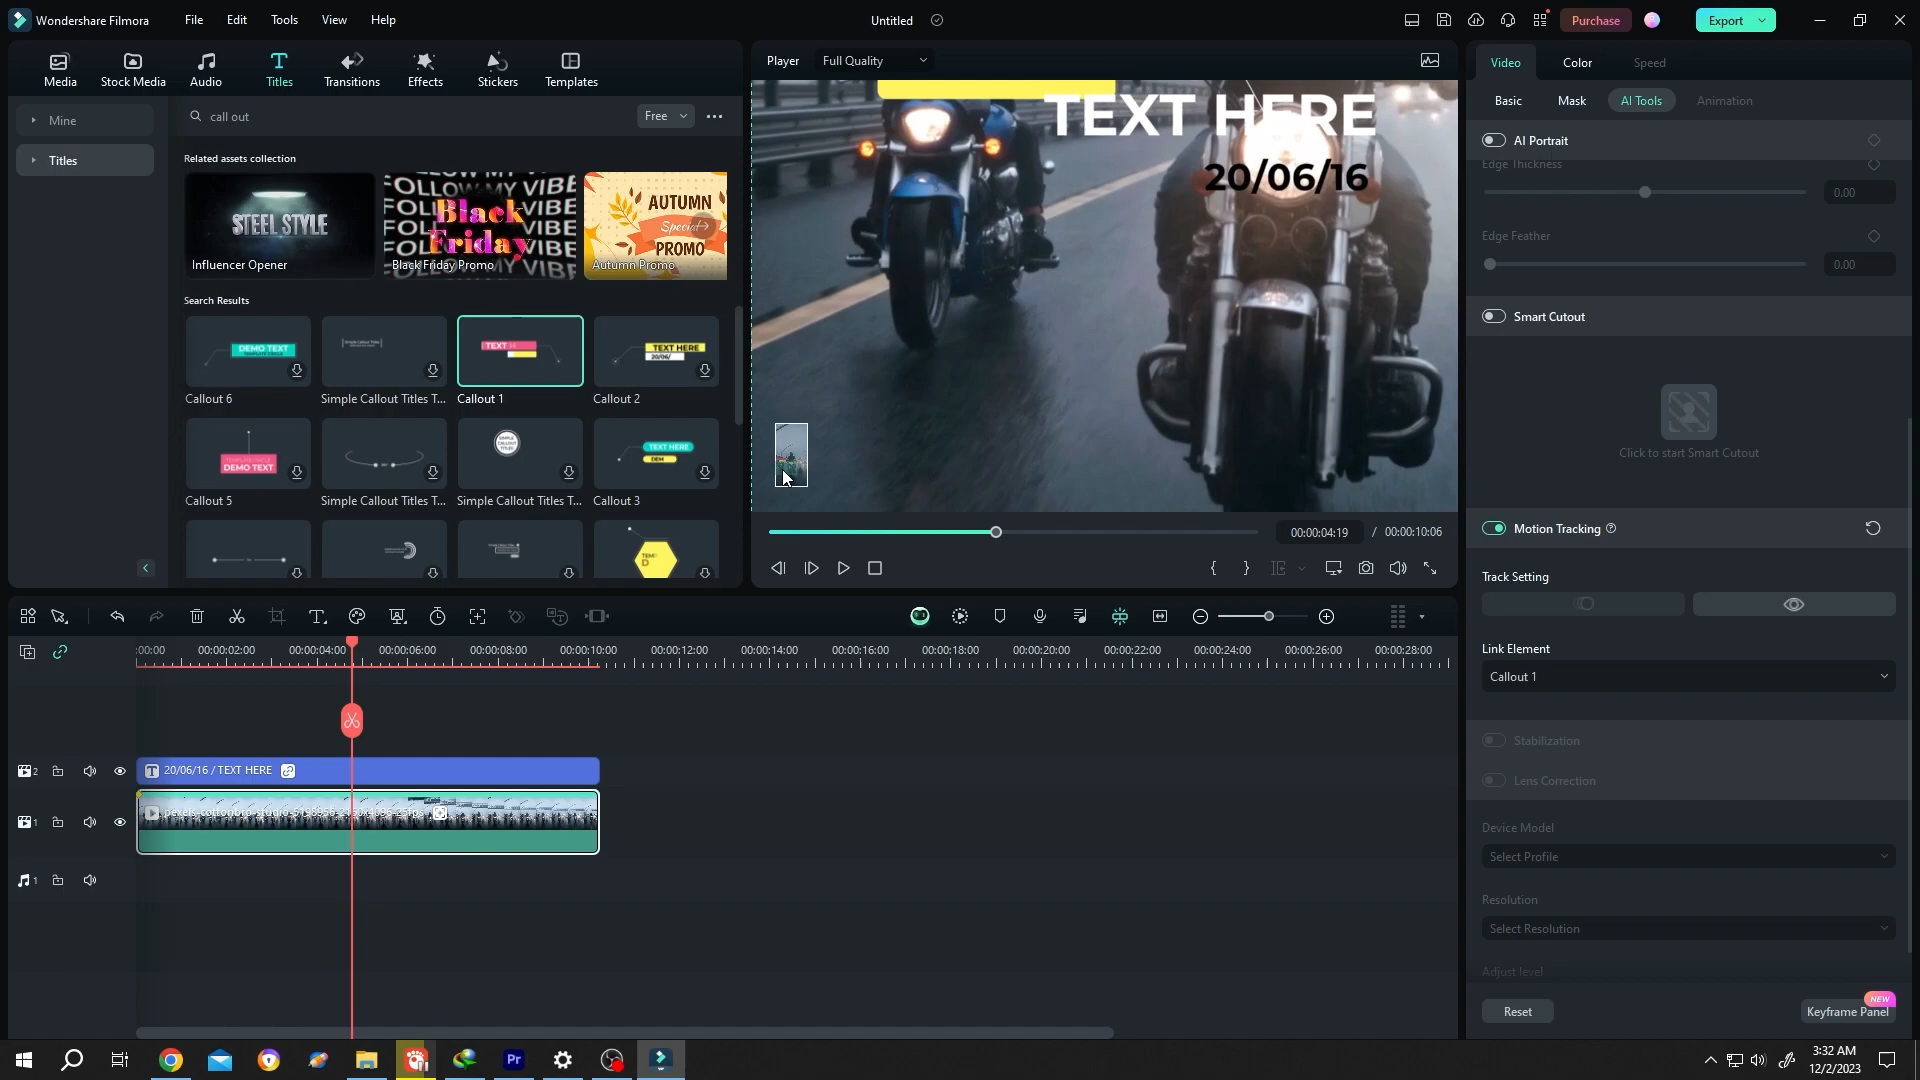 Wondershare Filmora
File
Edit
Tools
View
Help
Untitled
Purchase
Export
Media
Stock Media
Audio
Titles
Transitions
Effects
Stickers
Templates
Mine
Titles
call out
Free
Related assets collection
STEEL STYLE
Influencer Opener
Black Friday
Black Friday Promo
AUTUMN
Special
PROMO
Autumn Promo
Search Results
DEMO TEXT
Callout 6
Simple Callout Titles T...
TEXT H
Callout 1
TEXT HERE
20/06/
Callout 2
DEMO TEXT
Callout 5
Simple Callout Titles T...
Simple Callout Titles T...
TEXT HERE
DEM
Callout 3
Player
Full Quality
TEXT HERE
20/06/16
00:00:04:19
/
00:00:10:06
Video
Color
Speed
Basic
Mask
AI Tools
Animation
AI Portrait
Edge Thickness
0.00
Edge Feather
0.00
Smart Cutout
Click to start Smart Cutout
Motion Tracking
Track Setting
Link Element
Callout 1
Stabilization
Lens Correction
Device Model
Select Profile
Resolution
Select Resolution
Adjust level
NEW
Reset
Keyframe Panel
:00:00
00:00:02:00
00:00:04:00
00:00:06:00
00:00:08:00
00:00:10:00
00:00:12:00
00:00:14:00
00:00:16:00
00:00:18:00
00:00:20:00
00:00:22:00
00:00:24:00
00:00:26:00
00:00:28:00
2
20/06/16 / TEXT HERE
1
1
Pr
3:32 AM
12/2/2023